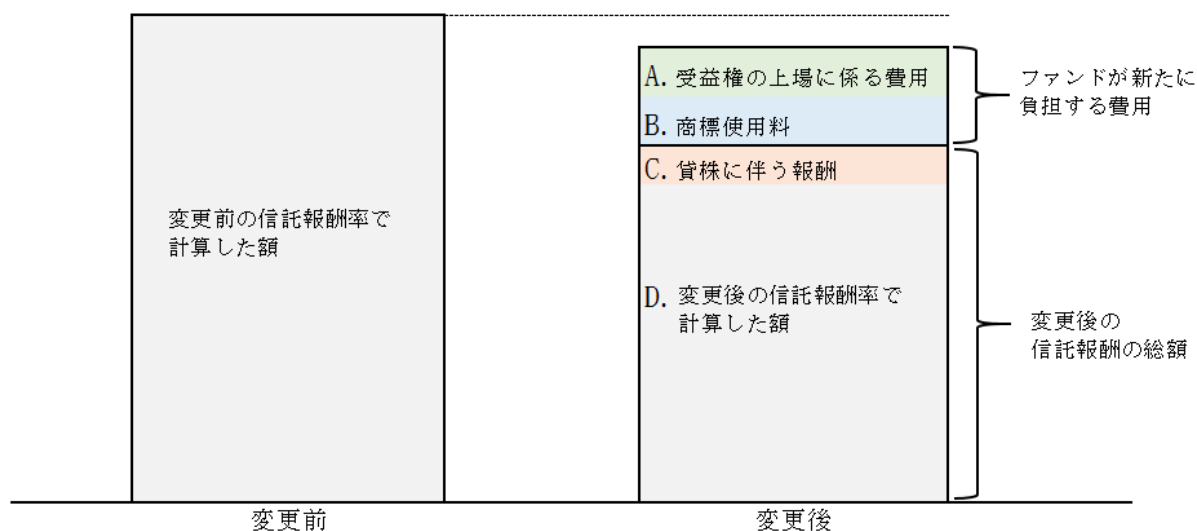 変更前の信託報酬率で
計算した額
A. 受益権の上場に係る費用
B. 商標使用料
C. 貸株に伴う報酬
D. 変更後の信託報酬率で
計算した額
ファンドが新たに
負担する費用
変更後の
信託報酬の総額
変更前
変更後